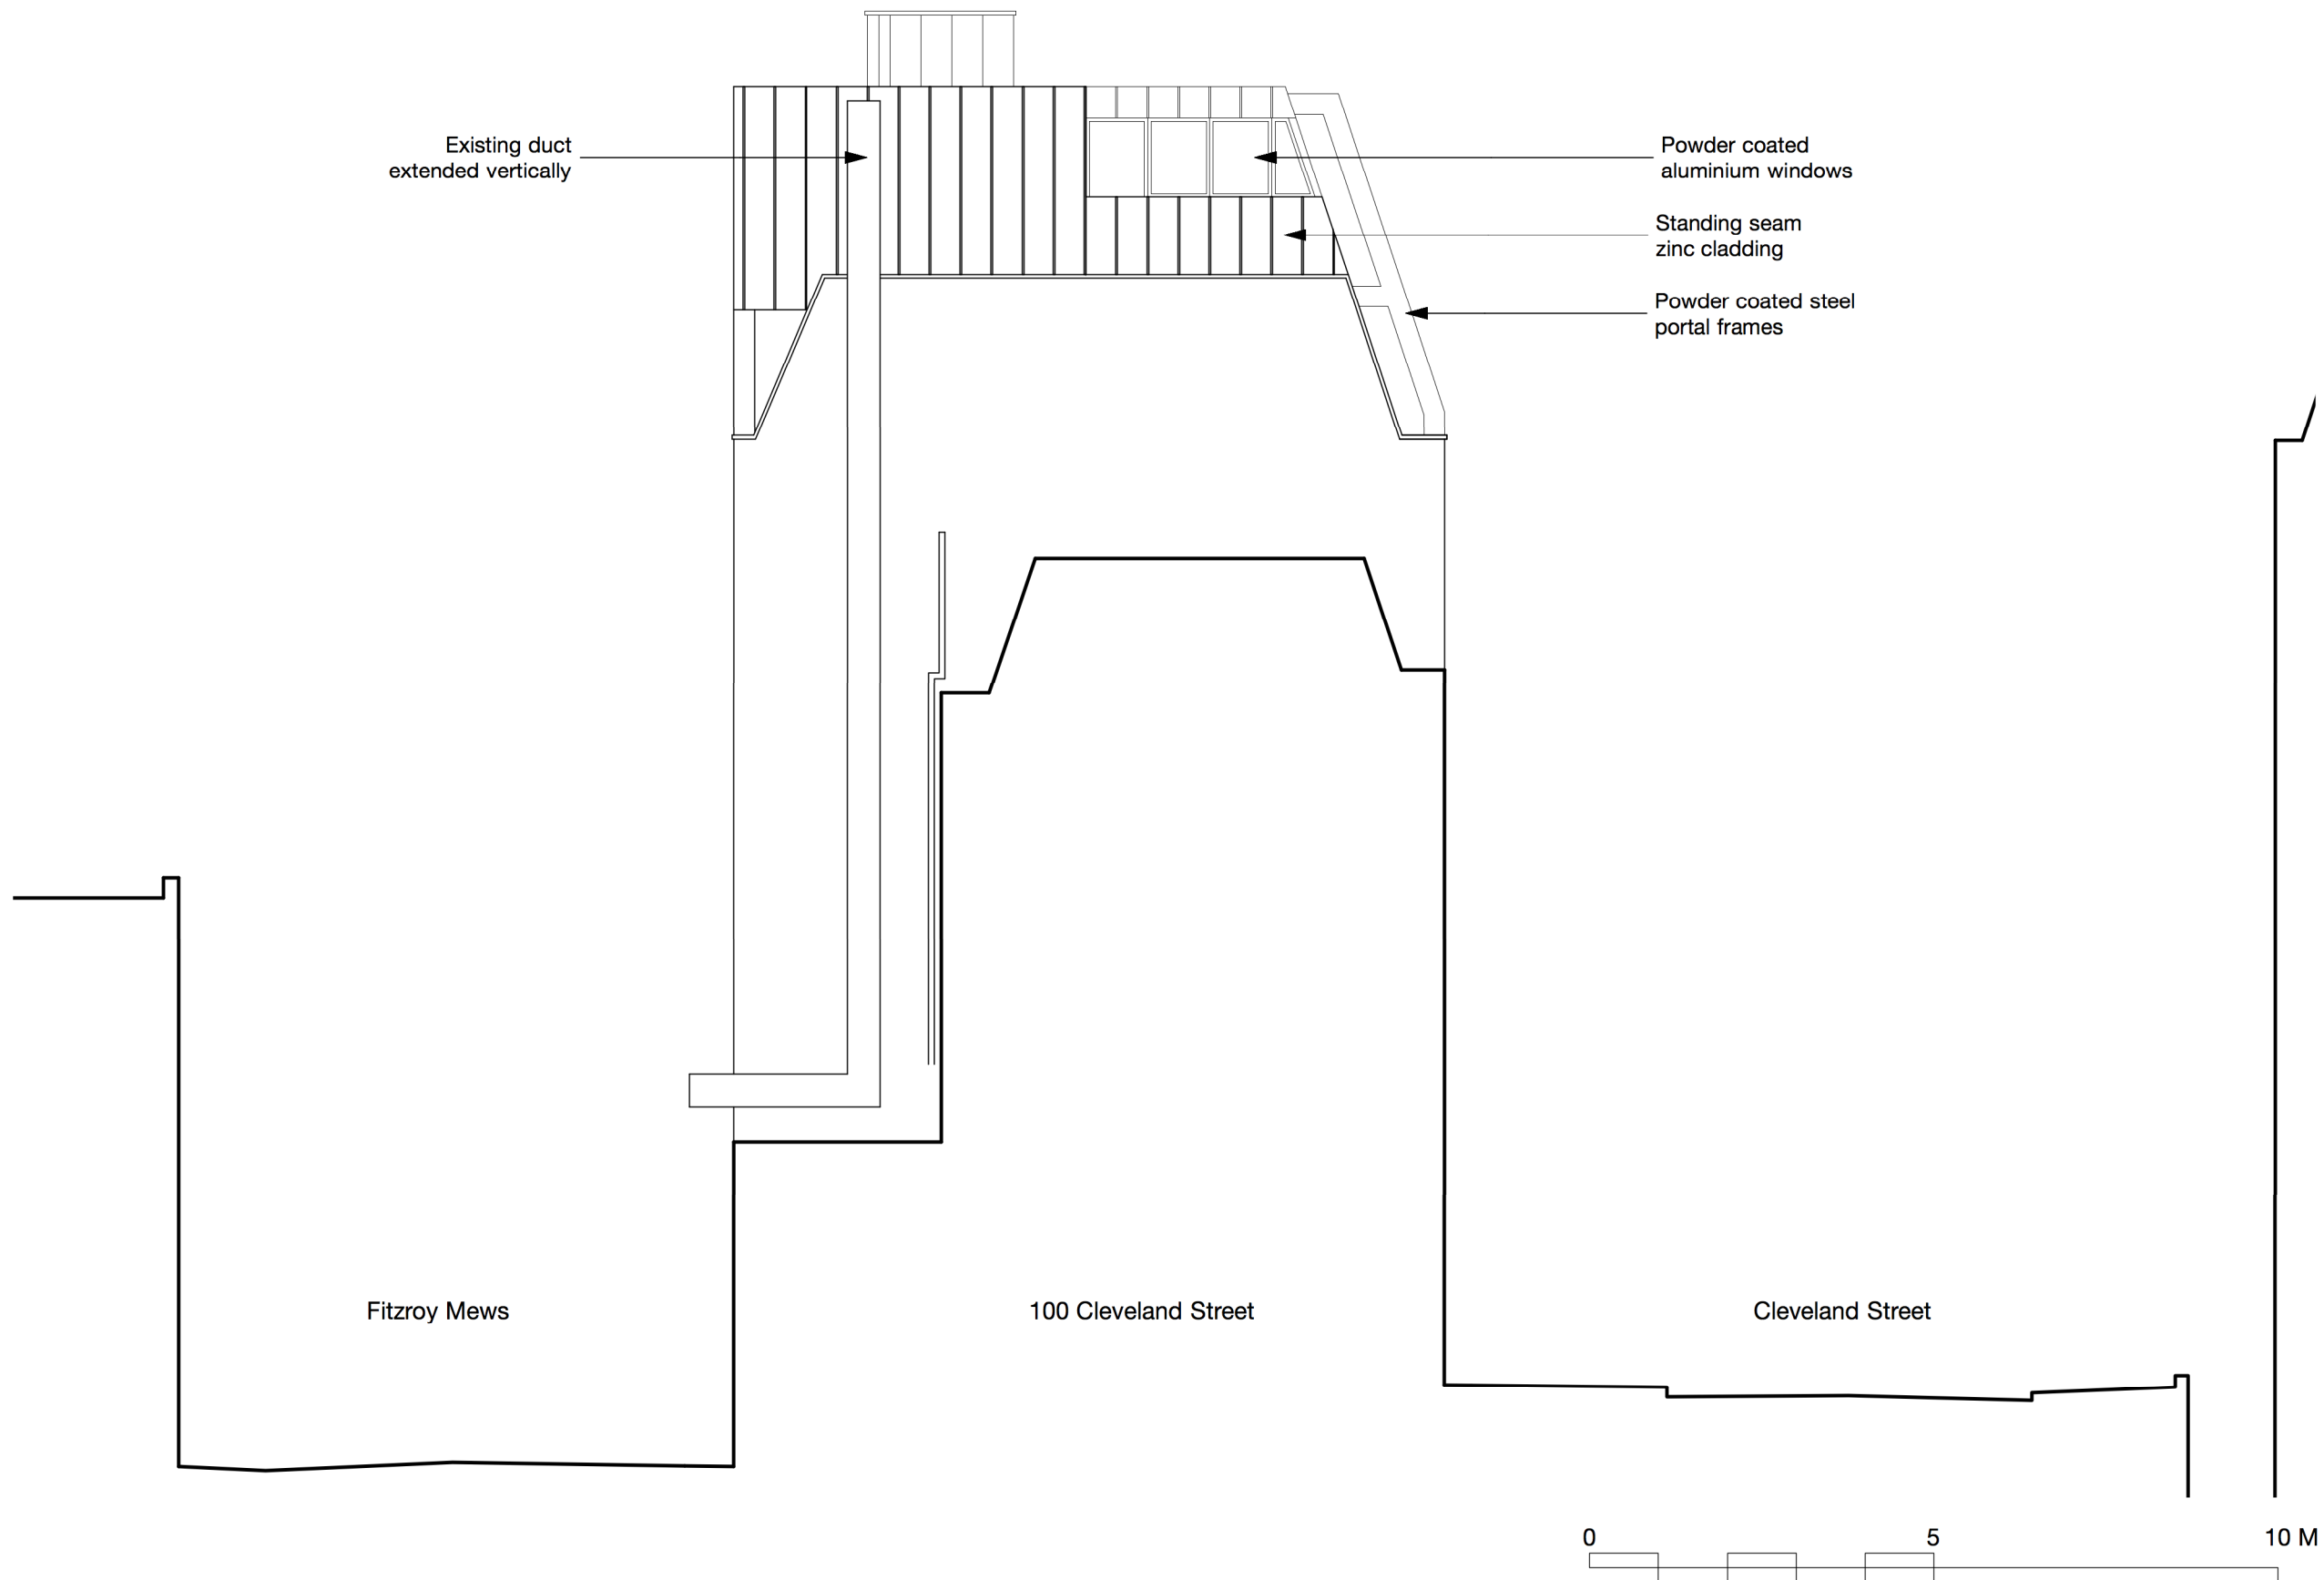 Existing duct
extended vertically
Powder coated
aluminium windows
Standing seam
zinc cladding
Powder coated steel
portal frames
Fitzroy Mews
100 Cleveland Street
Cleveland Street
0
5
10 M